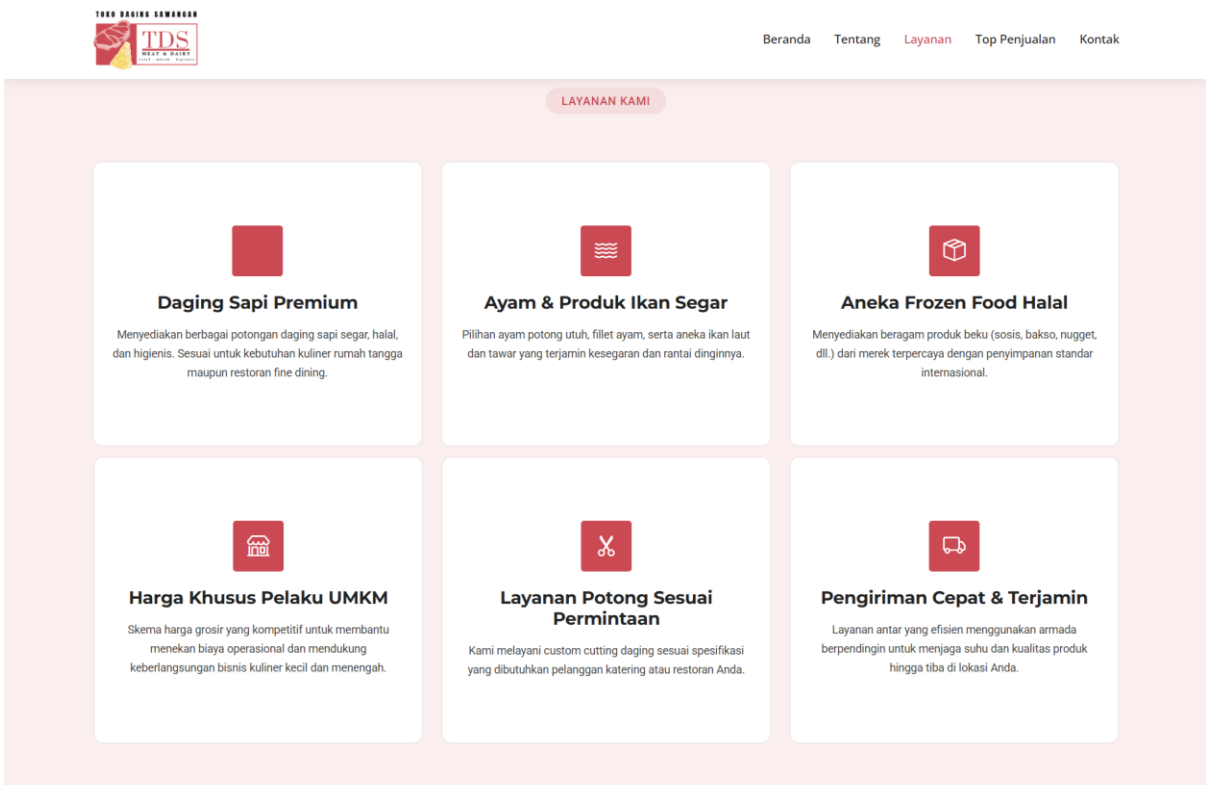 TOKO DAGING SAWANGAN
TDS
MEAT & DAIRY
Beranda Tentang Layanan Top Penjualan Kontak
LAYANAN KAMI
Daging Sapi Premium
Menyediakan berbagai potongan daging sapi segar, halal,
dan higienis. Sesuai untuk kebutuhan kuliner rumah tangga
maupun restoran fine dining.
Ayam & Produk Ikan Segar
Pilihan ayam potong utuh, fillet ayam, serta aneka ikan laut
dan tawar yang terjamin kesegaran dan rantai dinginnya.
Aneka Frozen Food Halal
Menyediakan beragam produk beku (sosis, bakso, nugget,
dll.) dari merek terpercaya dengan penyimpanan standar
internasional.
Harga Khusus Pelaku UMKM
Skema harga grosir yang kompetitif untuk membantu
menekan biaya operasional dan mendukung
keberlangsungan bisnis kuliner kecil dan menengah.
Layanan Potong Sesuai
Permintaan
Kami melayani custom cutting daging sesuai spesifikasi
yang dibutuhkan pelanggan katering atau restoran Anda.
Pengiriman Cepat & Terjamin
Layanan antar yang efisien menggunakan armada
berpendingin untuk menjaga suhu dan kualitas produk
hingga tiba di lokasi Anda.